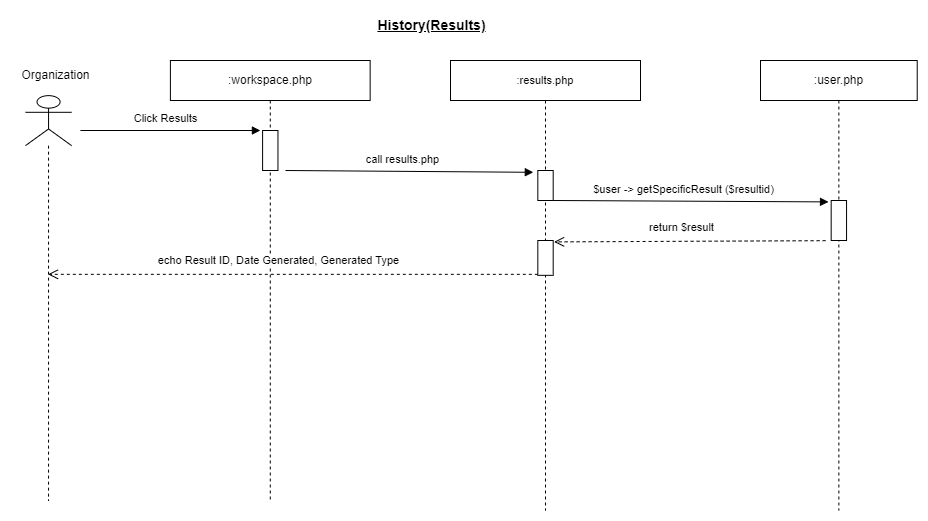 History(Results)
Organization
:workspace.php
:results.php
:user.php
Click Results
call results.php
$user -> getSpecificResult ($resultid)
return $result
echo Result ID, Date Generated, Generated Type